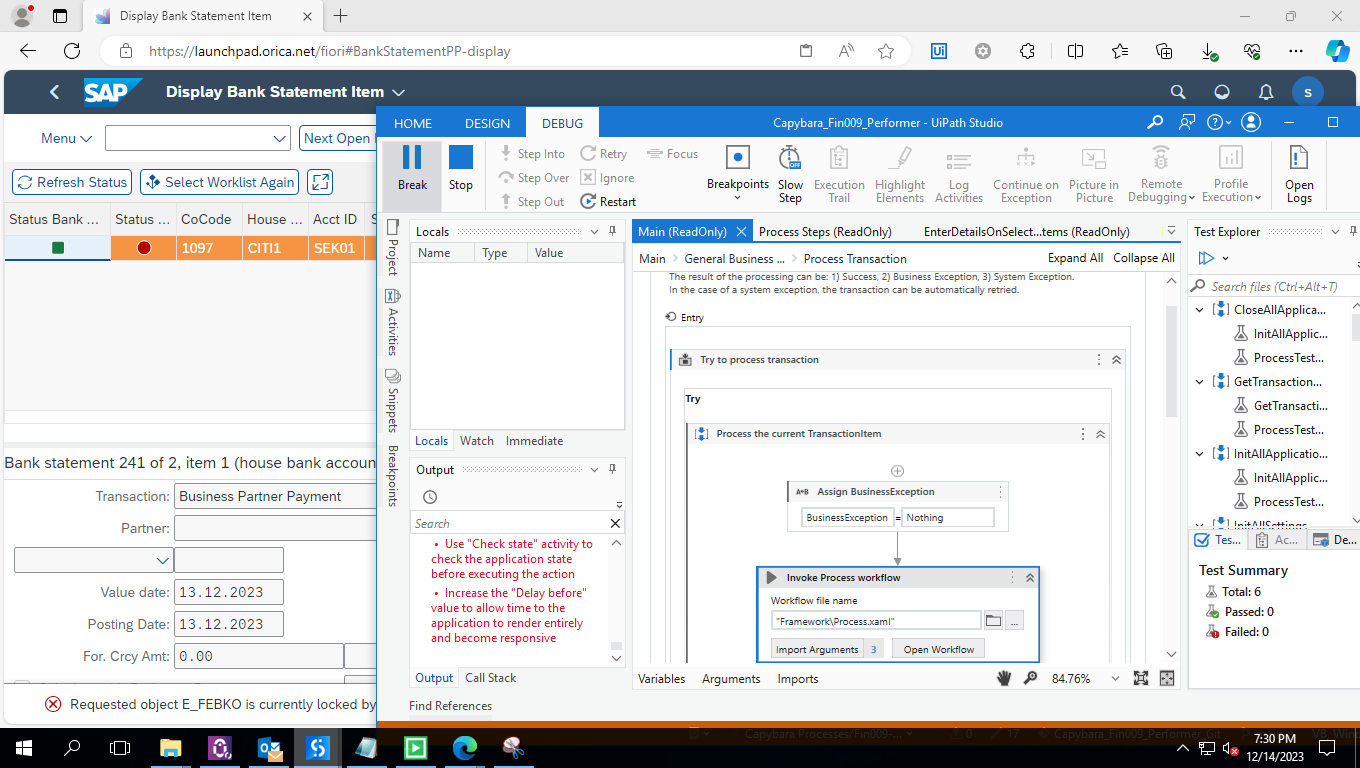 Display Bank Statement Item
https://launchpad.orica.net/fiori#BankStatementPP-display
SAP
Display Bank Statement Item
S
Menu
Next Open
Refresh Status
Select Worklist Again
Status Bank ...
Status ...
CoCode
House ...
Acct ID
1097
CITI1
SEK01
Bank statement 241 of 2, item 1 (house bank accoun
Transaction:
Business Partner Payment
Partner:
Value date:
13.12.2023
Posting Date:
13.12.2023
For. Crcy Amt:
0.00
Requested object E_FEBKO is currently locked by
HOME
DESIGN
DEBUG
Capybara_Fin009_Performer - UiPath Studio
Break
Stop
Step Into
Step Over
Step Out
Retry
Ignore
Restart
Focus
Breakpoints
Slow Step
OFF
Execution Trail
Highlight Elements
Log Activities
Continue on Exception
Picture in Picture
Remote Debugging
Profile Execution
Open Logs
Project
Activities
Snippets
Breakpoints
Locals
Name
Type
Value
Locals
Watch
Immediate
Output
Search
• Use "Check state" activity to
check the application state
before executing the action
• Increase the "Delay before"
value to allow time to the
application to render entirely
and become responsive
Output
Call Stack
Find References
Main (ReadOnly)
Process Steps (ReadOnly)
EnterDetailsOnSelect...tems (ReadOnly)
Main
General Business ...
Process Transaction
Expand All
Collapse All
The result of the processing can be: 1) Success, 2) Business Exception, 3) System Exception.
In the case of a system exception, the transaction can be automatically retried.
Entry
Try to process transaction
Try
Process the current TransactionItem
A+B
Assign BusinessException
BusinessException
=
Nothing
Invoke Process workflow
Workflow file name
"Framework\Process.xaml"
...
Import Arguments
3
Open Workflow
Variables
Arguments
Imports
84.76%
Test Explorer
Search files (Ctrl+Alt+T)
CloseAllApplica...
InitAllApplic...
ProcessTest...
GetTransaction...
GetTransacti...
ProcessTest...
InitAllApplicatio...
InitAllApplic...
ProcessTest...
InitAllSettings
Tes...
Ac...
De...
Test Summary
Total: 6
Passed: 0
Failed: 0
Capybara Processes/Fin009-...
0
17
Capybara_Fin009_Performer_Git
7:30 PM
12/14/2023